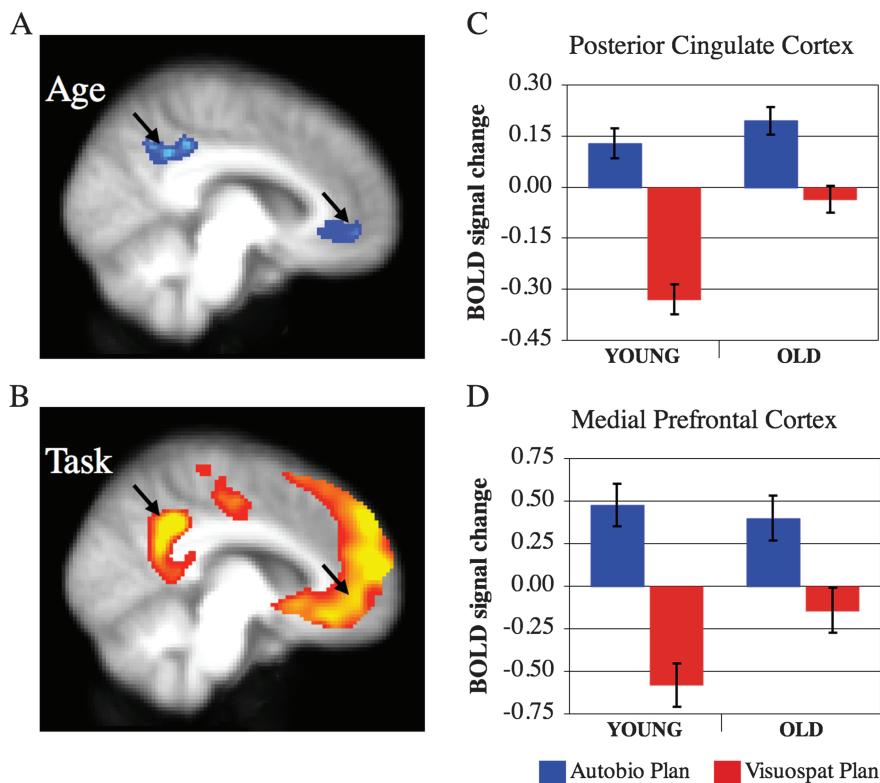 A
Age
B
Task
C
Posterior Cingulate Cortex
BOLD signal change
0.30
0.15
0.00
-0.15
-0.30
-0.45
YOUNG
OLD
D
Medial Prefrontal Cortex
BOLD signal change
0.75
0.50
0.25
0.00
-0.25
-0.50
-0.75
YOUNG
OLD
Autobio Plan
Visuospat Plan